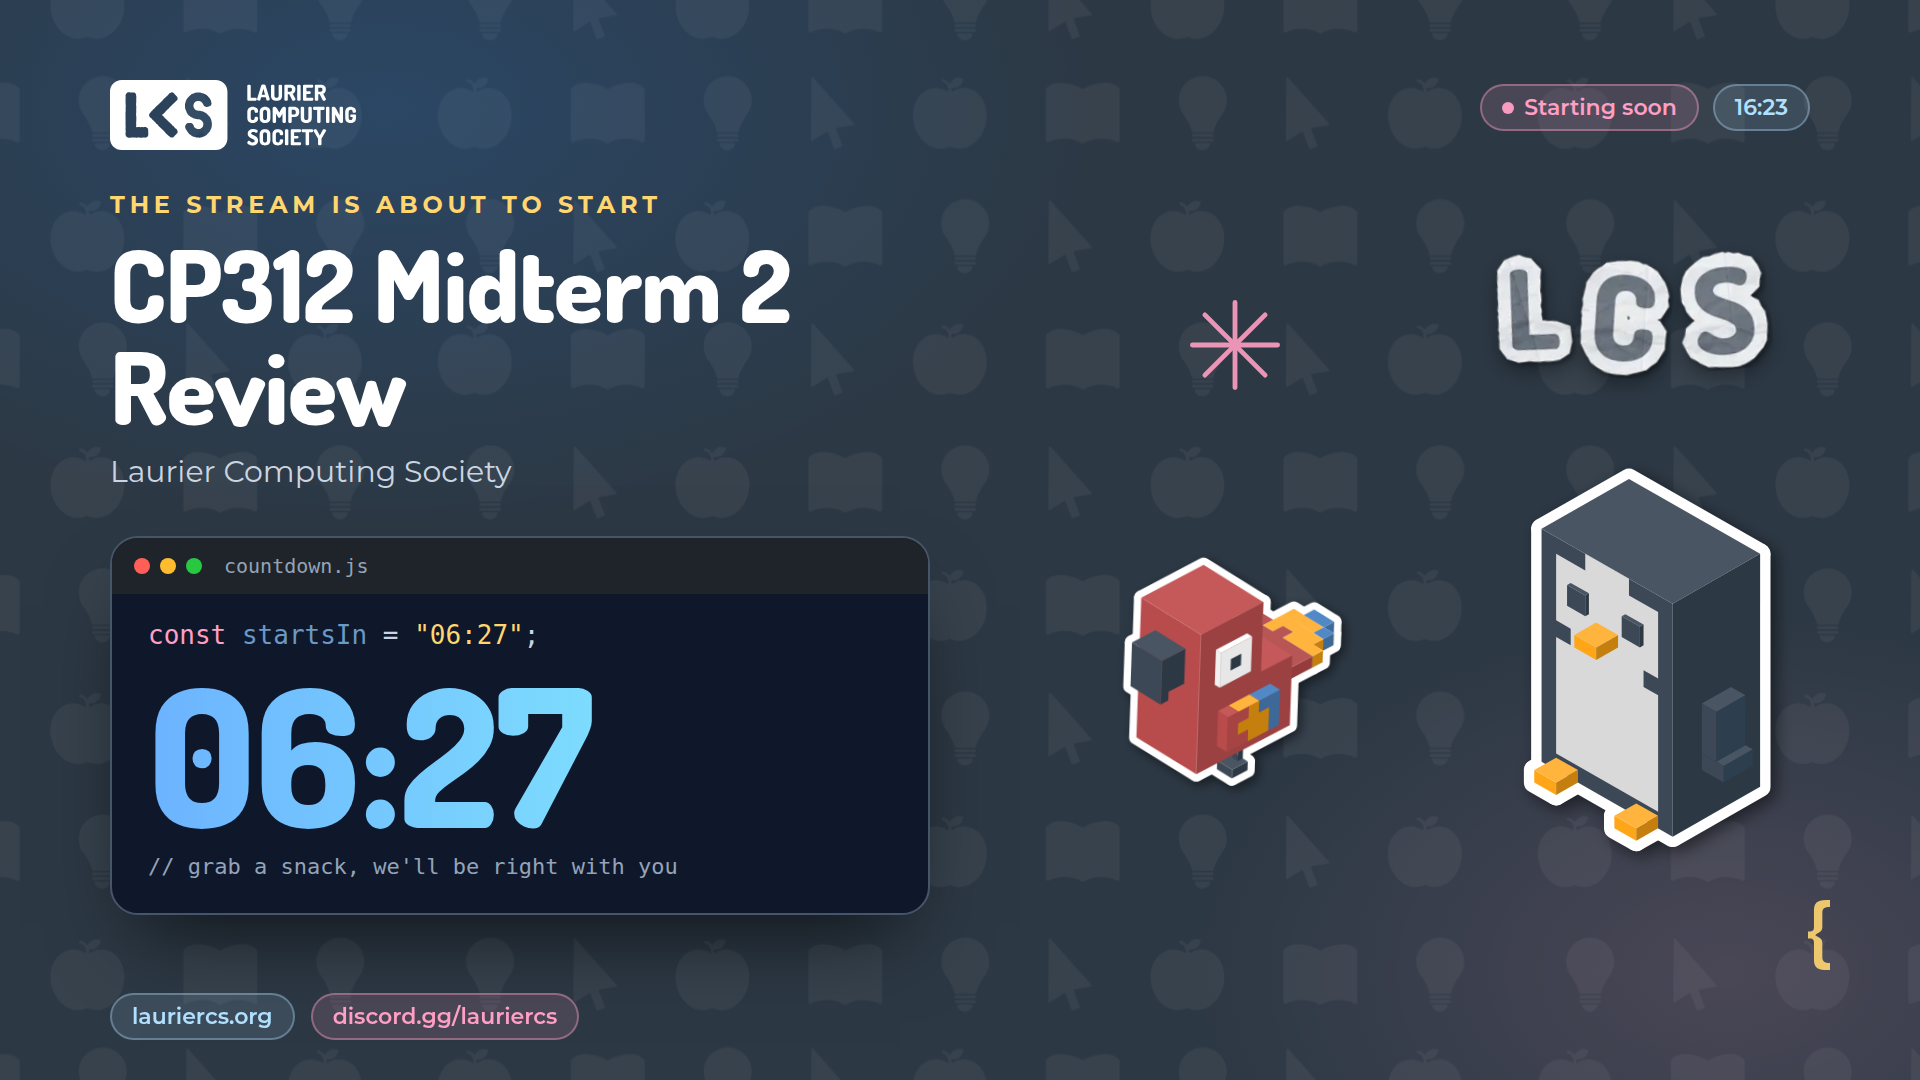 LCS
LAURIER
COMPUTING
SOCIETY
Starting soon
16:23
THE STREAM IS ABOUT TO START
CP312 Midterm 2
Review
Laurier Computing Society
LCS
countdown.js
const startsIn = "06:27";
06:27
// grab a snack, we'll be right with you
{
lauriercs.org
discord.gg/lauriercs